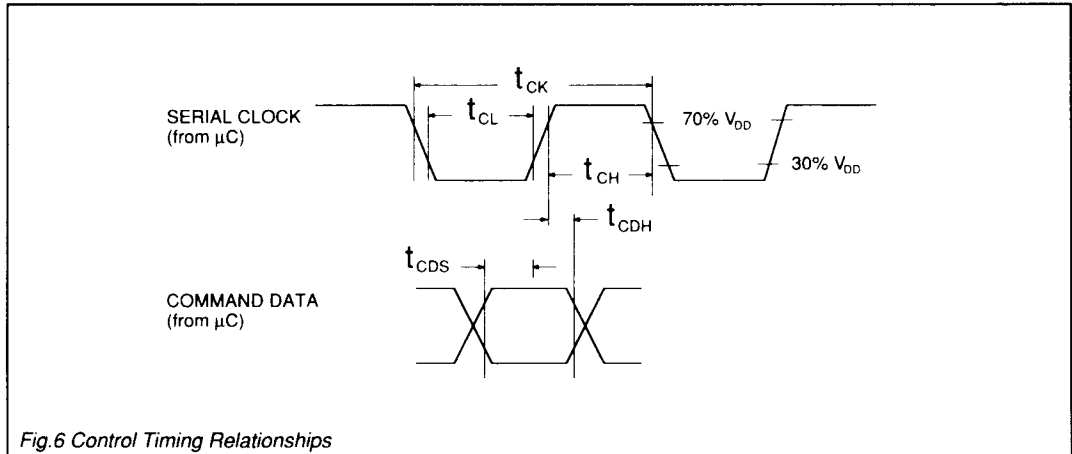 t_CK
SERIAL CLOCK
(from µC)
t_CL
70% V_DD
30% V_DD
t_CH
t_CDH
t_CDS
COMMAND DATA
(from µC)
Fig.6 Control Timing Relationships